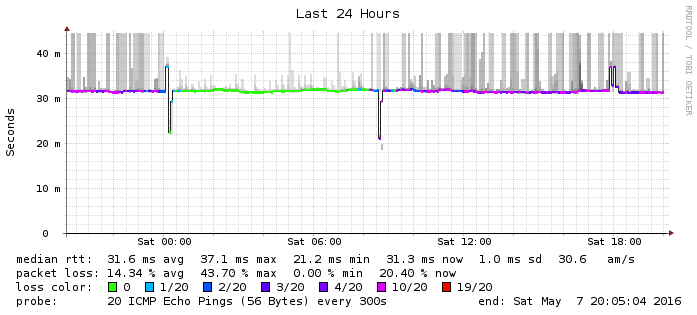 Last 24 Hours
RRDTOOL / TOBI OETIKER
Seconds
40 m
30 m
20 m
10 m
0
Sat 00:00 Sat 06:00 Sat 12:00 Sat 18:00
median rtt: 31.6 ms avg 37.1 ms max 21.2 ms min 31.3 ms now 1.0 ms sd 30.6 am/s
packet loss: 14.34 % avg 43.70 % max 0.00 % min 20.40 % now
loss color: 0 1/20 2/20 3/20 4/20 10/20 19/20
probe: 20 ICMP Echo Pings (56 Bytes) every 300s end: Sat May 7 20:05:04 2016